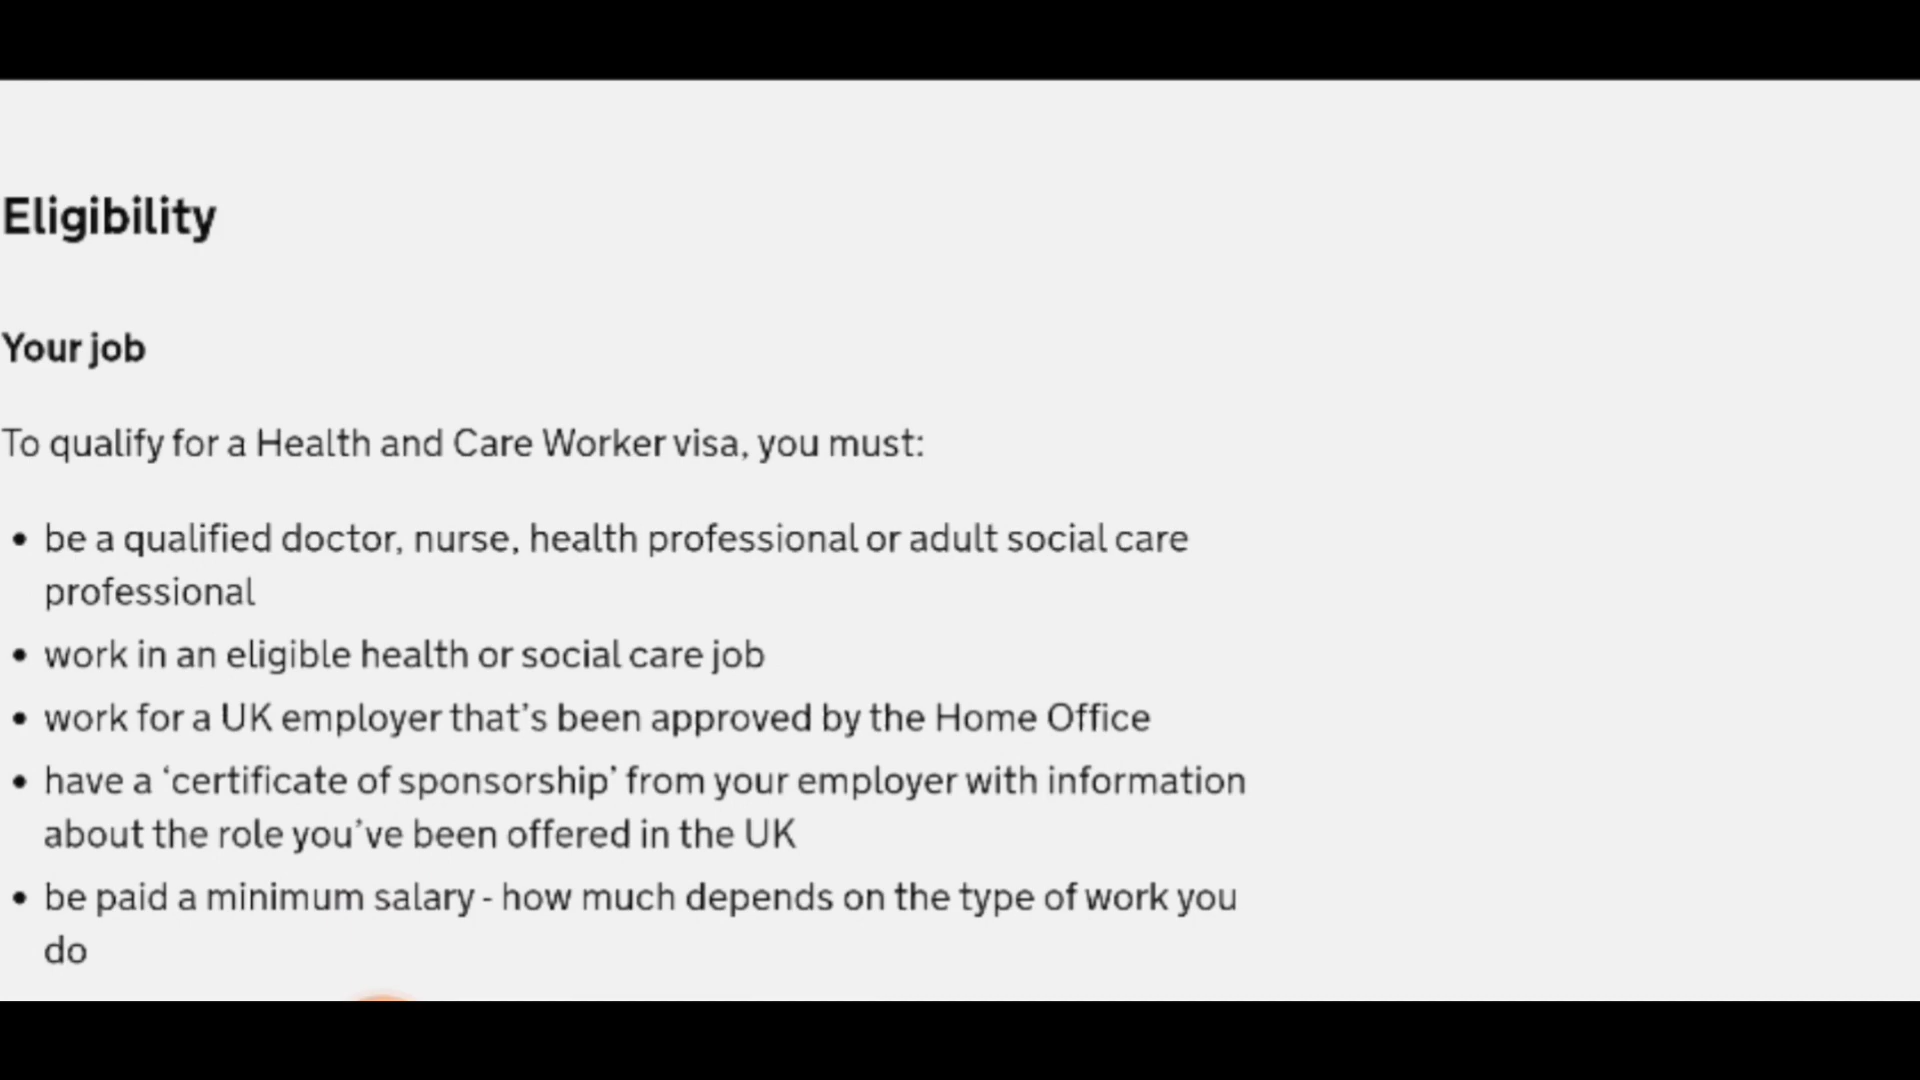 Eligibility
Your job
To qualify for a Health and Care Worker visa, you must:
• be a qualified doctor, nurse, health professional or adult social care
professional
• work in an eligible health or social care job
• work for a UK employer that’s been approved by the Home Office
• have a ‘certificate of sponsorship’ from your employer with information
about the role you’ve been offered in the UK
• be paid a minimum salary - how much depends on the type of work you
do